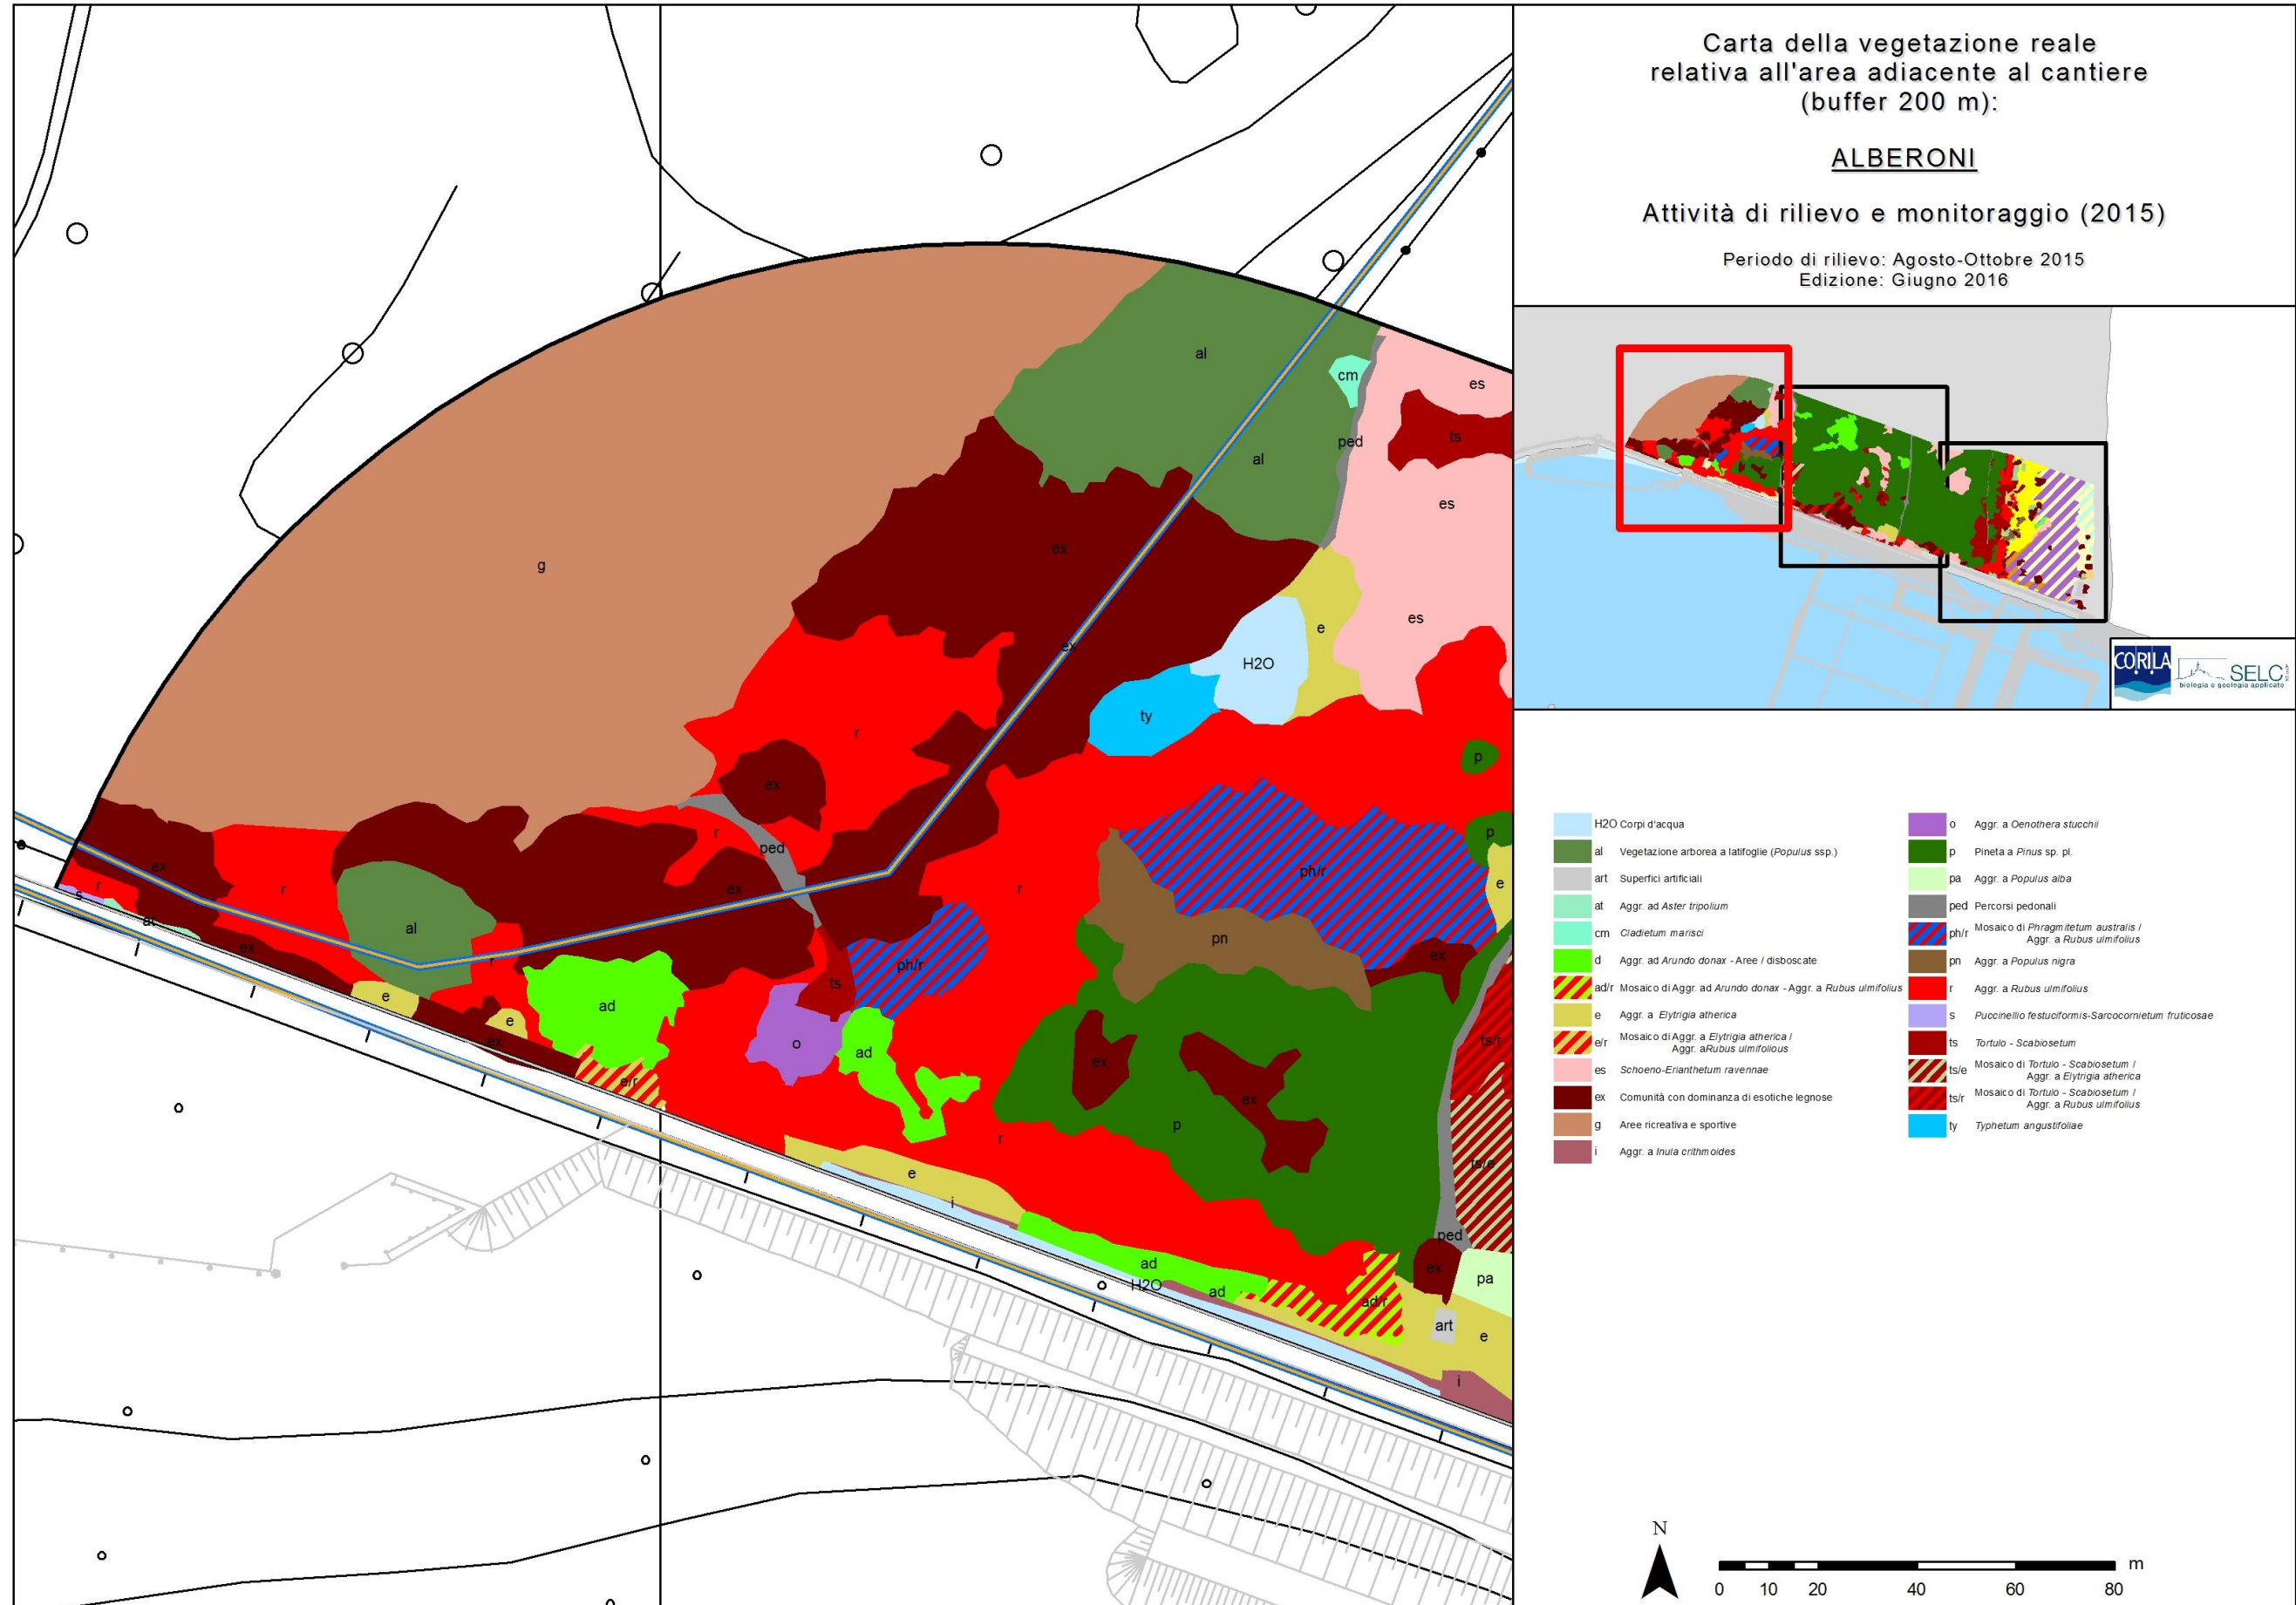 Carta della vegetazione reale
relativa all'area adiacente al cantiere
(buffer 200 m):
ALBERONI
Attività di rilievo e monitoraggio (2015)
Periodo di rilievo: Agosto-Ottobre 2015
Edizione: Giugno 2016
CORILA
SELC
biologia e geologia applicate
al
cm
es
ped
ts
al
es
ex
g
es
e
ex
H2O
ty
r
p
ex
r
p
ped
ex
ph/r
e
r
s
r
ex
r
at
al
pn
ex
ex
r
ph/r
ts
e
ad
e
ex
o
ad
ts/r
ex
e/r
ex
p
r
e
ts/e
i
ped
ad
ex
pa
H2O
ad
ad/r
art
e
i
H2O Corpi d'acqua
al Vegetazione arborea a latifoglie (Populus ssp.)
art Superfici artificiali
at Aggr. ad Aster tripolium
cm Cladietum marisci
d Aggr. ad Arundo donax - Aree / disboscate
ad/r Mosaico di Aggr. ad Arundo donax - Aggr. a Rubus ulmifolius
e Aggr. a Elytrigia atherica
e/r Mosaico di Aggr. a Elytrigia atherica /
Aggr. aRubus ulmifolious
es Schoeno-Erianthetum ravennae
ex Comunità con dominanza di esotiche legnose
g Aree ricreativa e sportive
i Aggr. a Inula crithmoides
o Aggr. a Oenothera stucchii
p Pineta a Pinus sp. pl.
pa Aggr. a Populus alba
ped Percorsi pedonali
ph/r Mosaico di Phragmitetum australis /
Aggr. a Rubus ulmifolius
pn Aggr. a Populus nigra
r Aggr. a Rubus ulmifolius
s Puccinellio festuciformis-Sarcocornietum fruticosae
ts Tortulo - Scabiosetum
ts/e Mosaico di Tortulo - Scabiosetum /
Aggr. a Elytrigia atherica
ts/r Mosaico di Tortulo - Scabiosetum /
Aggr. a Rubus ulmifolius
ty Typhetum angustifoliae
N
m
0 10 20 40 60 80